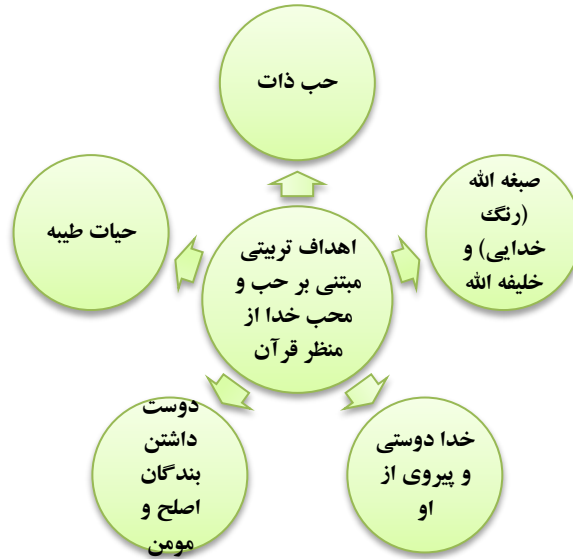 حب ذات
صبغه الله
(رنگ
خدایی) و
خلیفه الله
حیات طیبه
اهداف تربیتی
مبتنی بر حب و
محب خدا از
منظر قرآن
خدا دوستی
و پیروی از
او
دوست
داشتن
بندگان
اصلح و
مومن